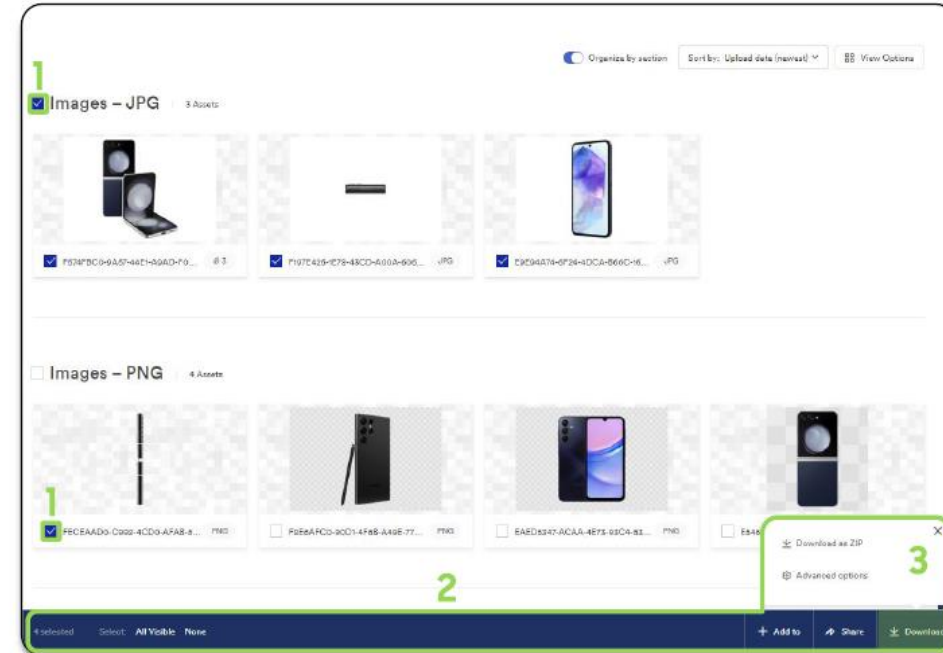 Organize by section
Sort by: Upload date (newest)
View Options
1
Images – JPG
3 Assets
JPG
JPG
Images – PNG
4 Assets
1
PNG
PNG
PNG
Download as ZIP
Advanced options
3
2
4 selected
Select: All Visible None
Add to
Share
Download